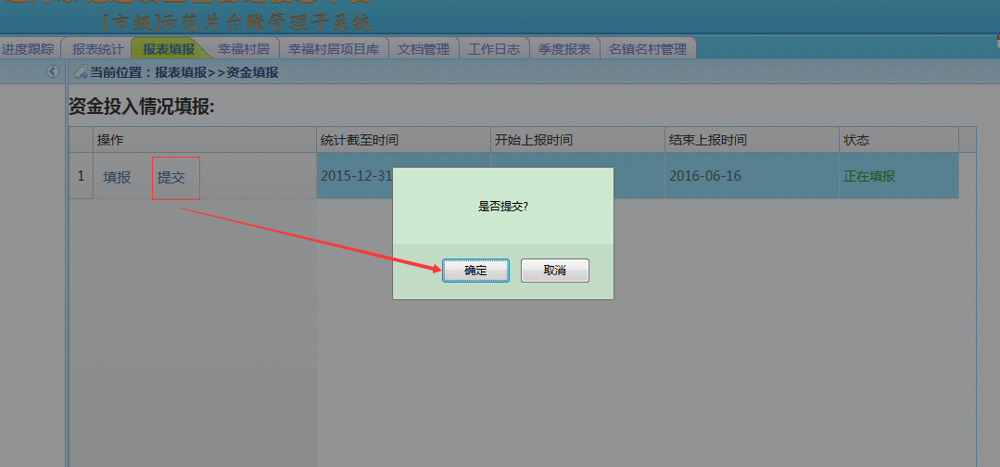 [市级]示范片台账管理子系统
进度跟踪 报表统计 报表填报 幸福村居 幸福村居项目库 文档管理 工作日志 季度报表 名镇名村管理
当前位置：报表填报>>资金填报
资金投入情况填报:
操作 统计截至时间 开始上报时间 结束上报时间 状态
1 填报 提交 2015-12-31 2016-06-16 正在填报
是否提交?
确定 取消